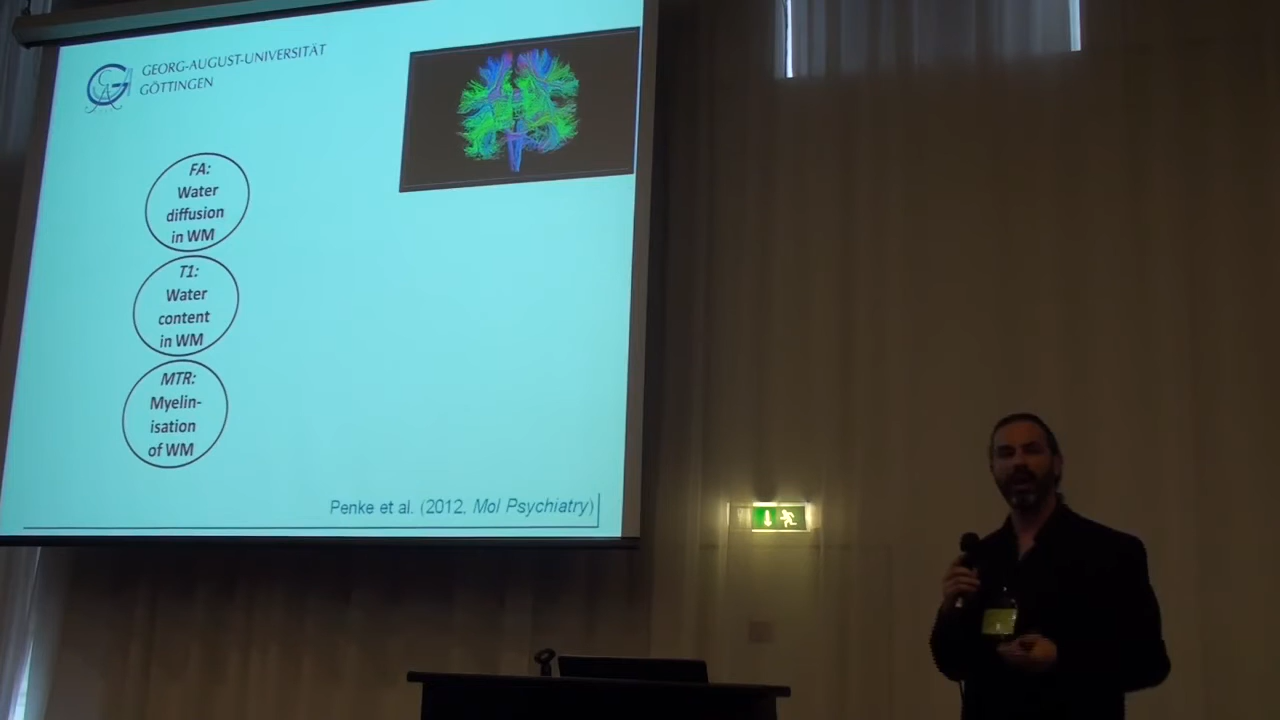 GEORG-AUGUST-UNIVERSITÄT
GÖTTINGEN
FA:
Water
diffusion
in WM
T1:
Water
content
in WM
MTR:
Myelin-
isation
of WM
Penke et al. (2012, Mol Psychiatry)